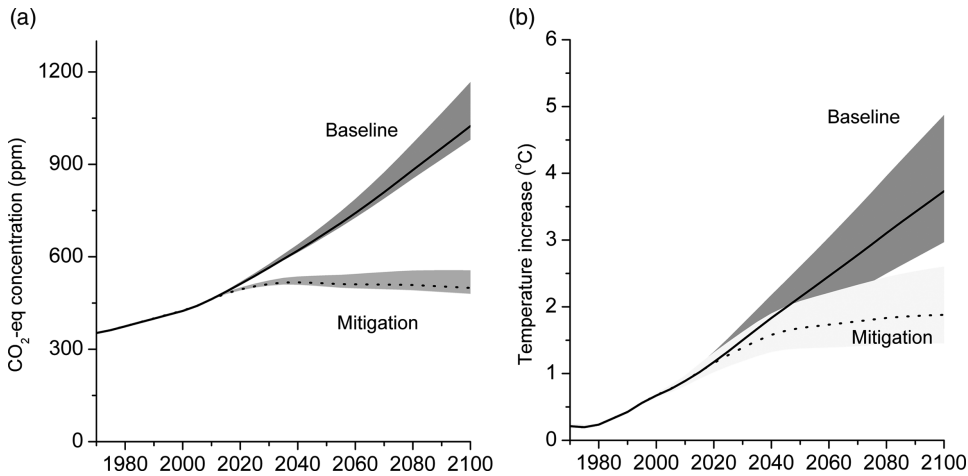 (a)
1200
900
600
300
0
CO₂-eq concentration (ppm)
Baseline
Mitigation
1980 2000 2020 2040 2060 2080 2100
(b)
6
5
4
3
2
1
0
Temperature increase (°C)
Baseline
Mitigation
1980 2000 2020 2040 2060 2080 2100